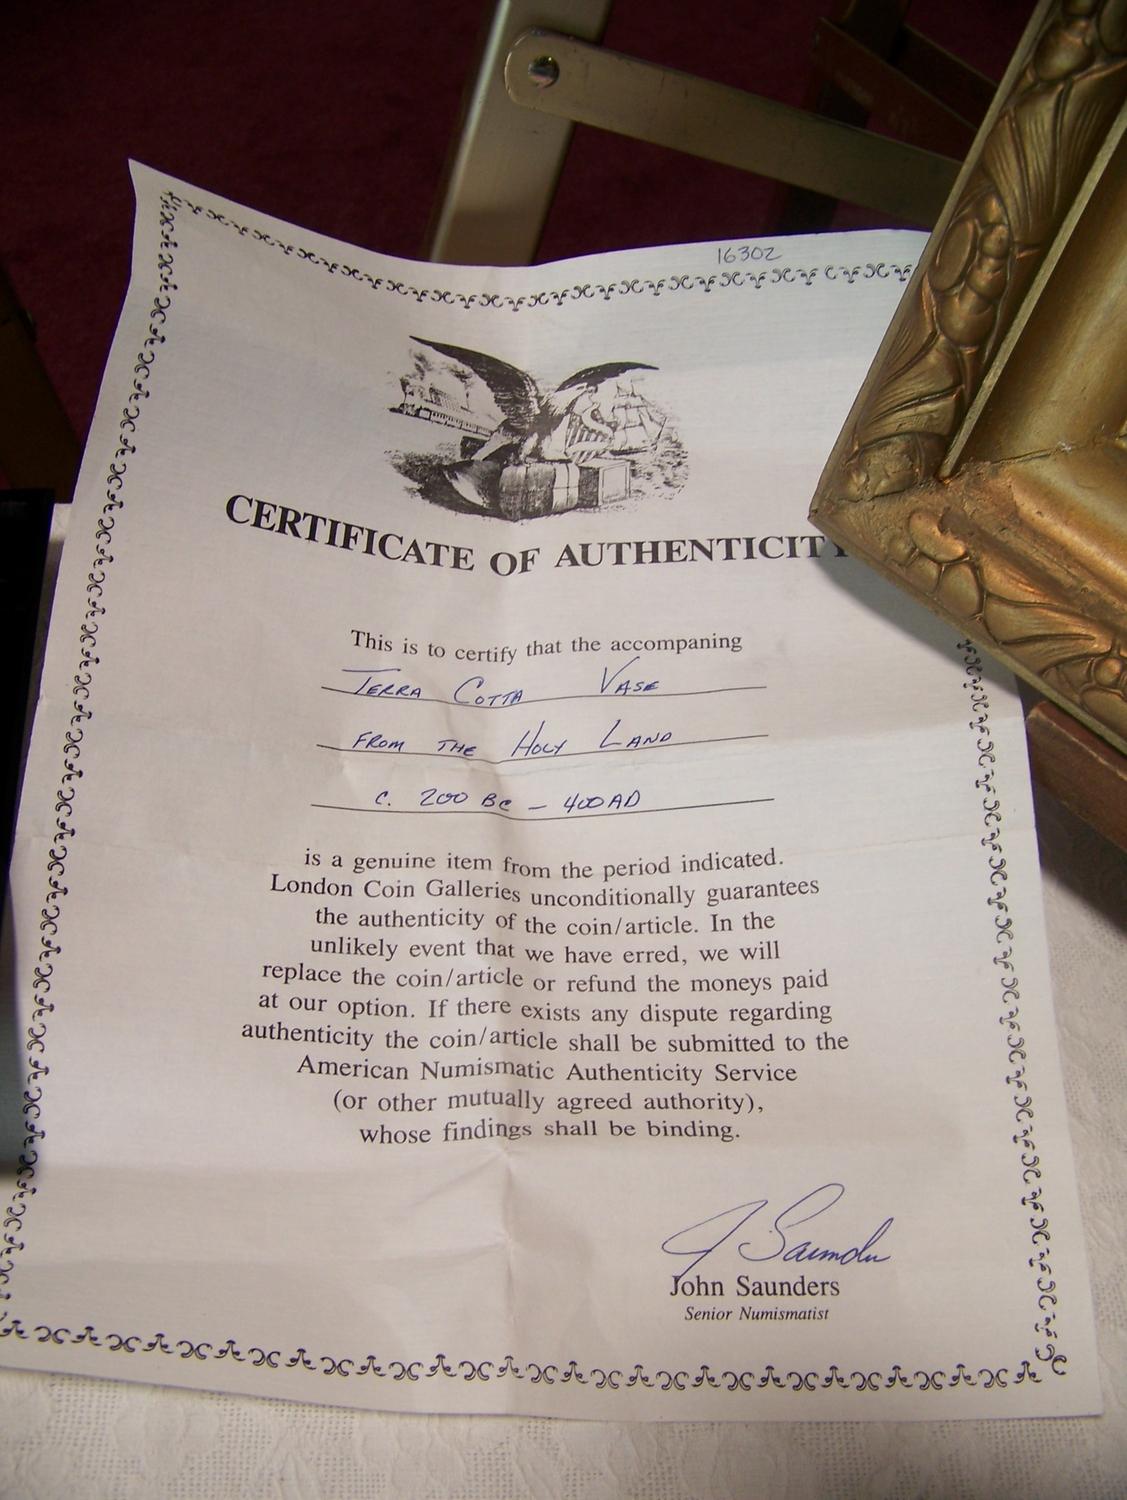 16302
CERTIFICATE OF AUTHENTICITY
This is to certify that the accompaning
TERRA COTTA VASE
FROM THE HOLY LAND
c. 200 BC - 400 AD
is a genuine item from the period indicated.
London Coin Galleries unconditionally guarantees
the authenticity of the coin/article. In the
unlikely event that we have erred, we will
replace the coin/article or refund the moneys paid
at our option. If there exists any dispute regarding
authenticity the coin/article shall be submitted to the
American Numismatic Authenticity Service
(or other mutually agreed authority),
whose findings shall be binding.
J Saunders
John Saunders
Senior Numismatist